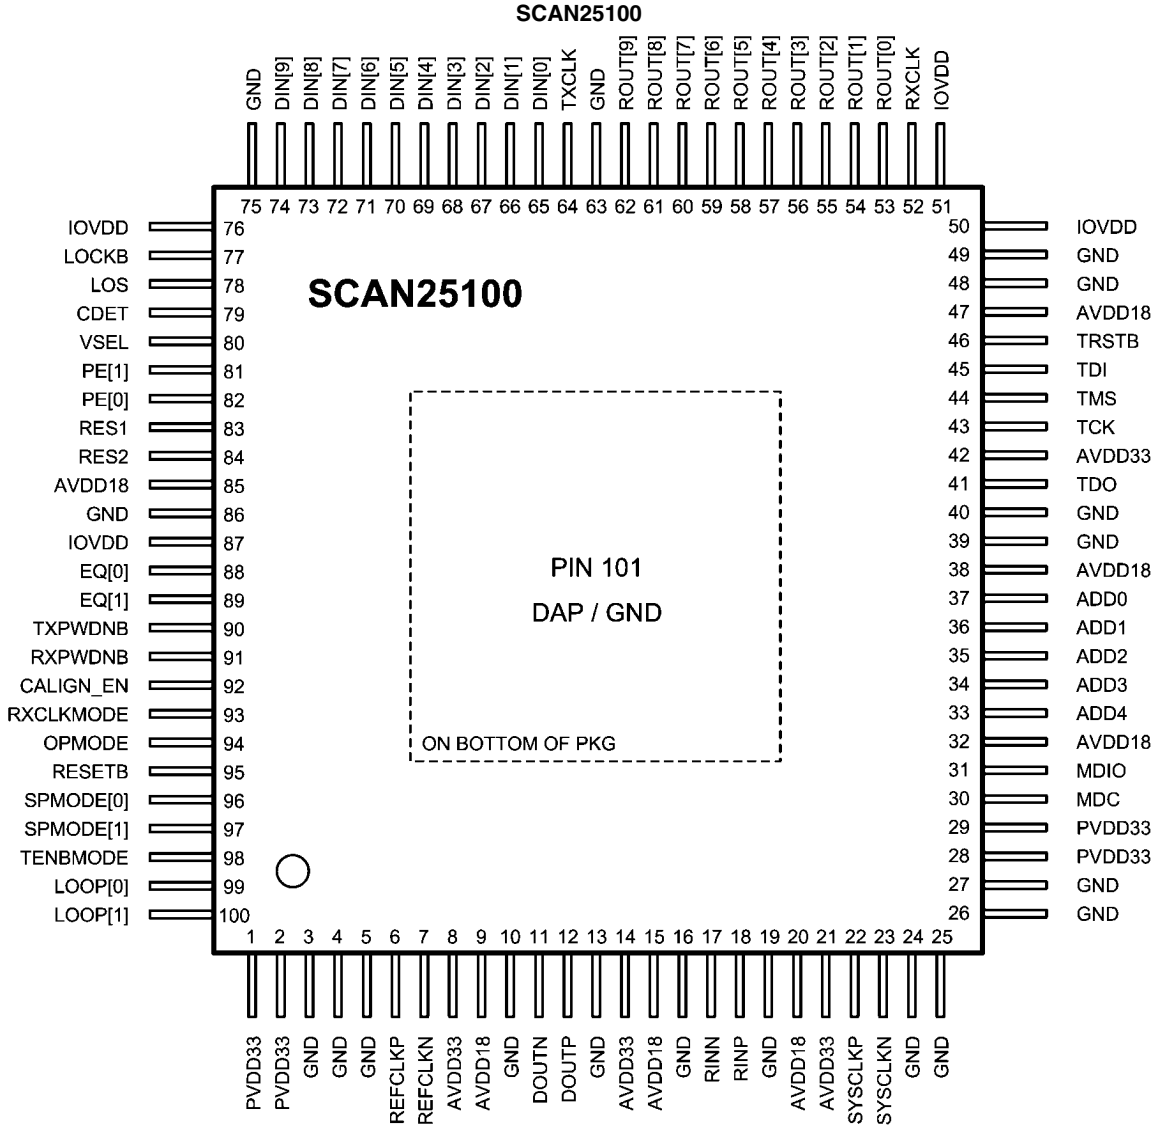 SCAN25100
GND DIN[9] DIN[8] DIN[7] DIN[6] DIN[5] DIN[4] DIN[3] DIN[2] DIN[1] DIN[0] TXCLK GND ROUT[9] ROUT[8] ROUT[7] ROUT[6] ROUT[5] ROUT[4] ROUT[3] ROUT[2] ROUT[1] ROUT[0] RXCLK IOVDD
75 74 73 72 71 70 69 68 67 66 65 64 63 62 61 60 59 58 57 56 55 54 53 52 51
IOVDD 76 50 IOVDD
LOCKB 77 49 GND
LOS 78 48 GND
SCAN25100
CDET 79 47 AVDD18
VSEL 80 46 TRSTB
PE[1] 81 45 TDI
PE[0] 82 44 TMS
RES1 83 43 TCK
RES2 84 42 AVDD33
AVDD18 85 41 TDO
GND 86 40 GND
IOVDD 87 39 GND
PIN 101
EQ[0] 88 38 AVDD18
EQ[1] 89 37 ADD0
DAP / GND
TXPWDNB 90 36 ADD1
RXPWDNB 91 35 ADD2
CALIGN_EN 92 34 ADD3
RXCLKMODE 93 33 ADD4
OPMODE 94 ON BOTTOM OF PKG 32 AVDD18
RESETB 95 31 MDIO
SPMODE[0] 96 30 MDC
SPMODE[1] 97 29 PVDD33
TENBMODE 98 28 PVDD33
LOOP[0] 99 27 GND
LOOP[1] 100 26 GND
1 2 3 4 5 6 7 8 9 10 11 12 13 14 15 16 17 18 19 20 21 22 23 24 25
PVDD33 PVDD33 GND GND GND REFCLKP REFCLKN AVDD33 AVDD18 GND DOUTN DOUTP GND AVDD33 AVDD18 GND RINN RINP GND AVDD18 AVDD33 SYSCLKP SYSCLKN GND GND